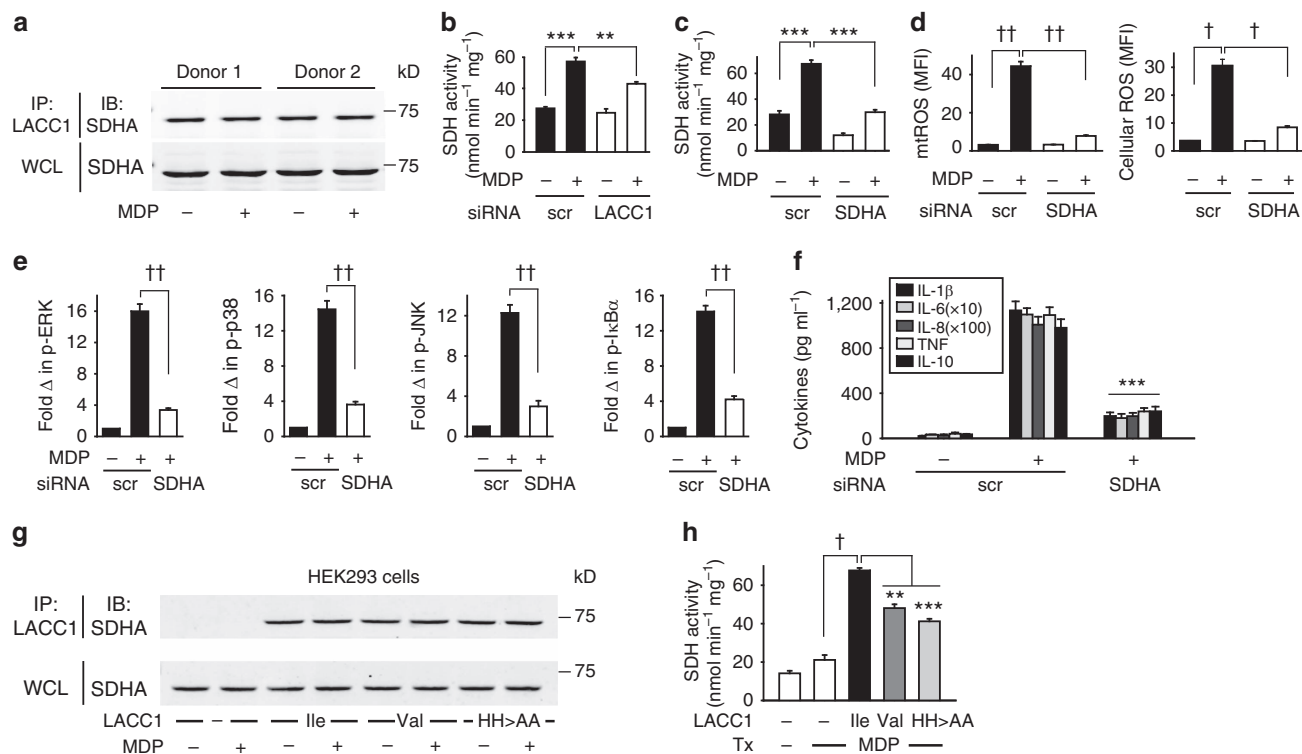 a
Donor 1 Donor 2 kD
IP: IB:
LACC1 SDHA
75
WCL SDHA
75
MDP – + – +
b
SDH activity
(nmol min⁻¹ mg⁻¹)
60
40
20
0
*** **
MDP – + – +
siRNA scr LACC1
c
SDH activity
(nmol min⁻¹ mg⁻¹)
60
40
20
0
*** ***
MDP – + – +
scr SDHA
d
mtROS (MFI)
60
40
20
0
†† ††
MDP – + – +
siRNA scr SDHA
Cellular ROS (MFI)
30
20
10
0
† †
– + – +
scr SDHA
e
Fold Δ in p-ERK
16
12
8
4
0
††
MDP – + +
siRNA scr SDHA
Fold Δ in p-p38
16
12
8
4
0
††
– + +
scr SDHA
Fold Δ in p-JNK
16
12
8
4
0
††
– + +
scr SDHA
Fold Δ in p-IκBα
16
12
8
4
0
††
– + +
scr SDHA
f
Cytokines (pg ml⁻¹)
1,200
800
400
0
IL-1β
IL-6(×10)
IL-8(×100)
TNF
IL-10
***
MDP – + +
siRNA scr SDHA
g
HEK293 cells kD
IP: IB:
LACC1 SDHA
75
WCL SDHA
75
LACC1 – Ile Val HH>AA
MDP – + – + – + – +
h
SDH activity
(nmol min⁻¹ mg⁻¹)
60
40
20
0
†
** ***
LACC1 – – Ile Val HH>AA
Tx – MDP